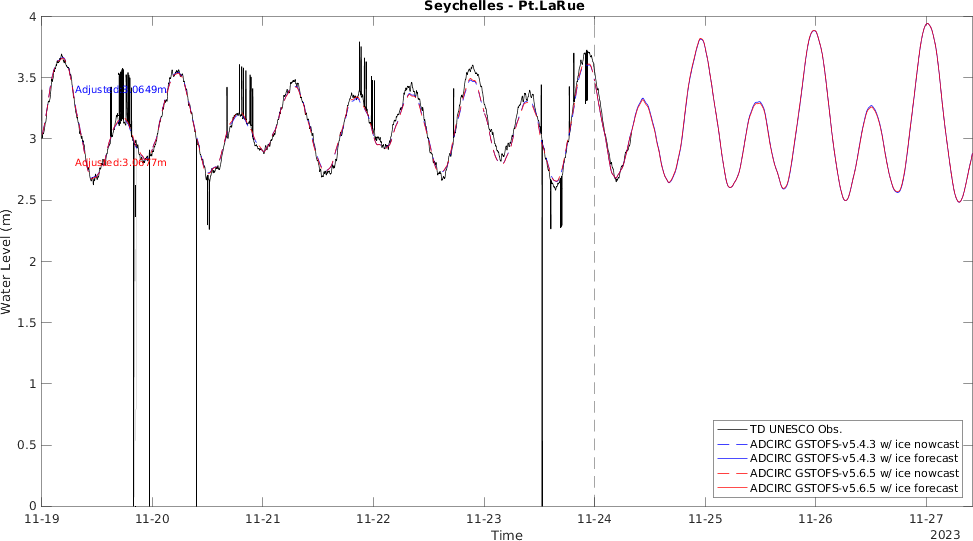 Seychelles - Pt.LaRue
4
3.5
3
2.5
2
1.5
1
0.5
0
Water Level (m)
Adjusted:3.0649m
Adjusted:3.0677m
TD UNESCO Obs.
ADCIRC GSTOFS-v5.4.3 w/ ice nowcast
ADCIRC GSTOFS-v5.4.3 w/ ice forecast
ADCIRC GSTOFS-v5.6.5 w/ ice nowcast
ADCIRC GSTOFS-v5.6.5 w/ ice forecast
11-19 11-20 11-21 11-22 11-23 11-24 11-25 11-26 11-27
Time
2023